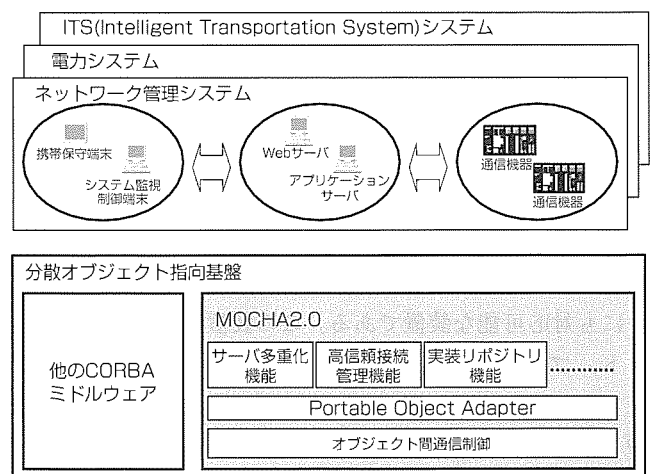 ITS(Intelligent Transportation System)システム
電力システム
ネットワーク管理システム
携帯保守端末
システム監視
制御端末
Webサーバ
アプリケーション
サーバ
通信機器
通信機器
分散オブジェクト指向基盤
他のCORBA
ミドルウェア
MOCHA2.0
サーバ多重化
機能
高信頼接続
管理機能
実装リポジトリ
機能
Portable Object Adapter
オブジェクト間通信制御